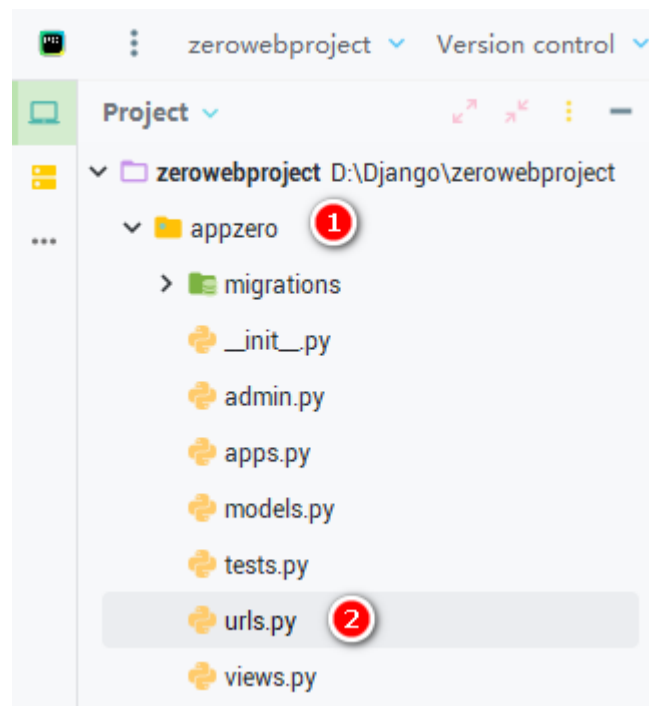 zerowebproject Version control
Project
zerowebproject D:\Django\zerowebproject
appzero 1
migrations
__init__.py
admin.py
apps.py
models.py
tests.py
urls.py 2
views.py